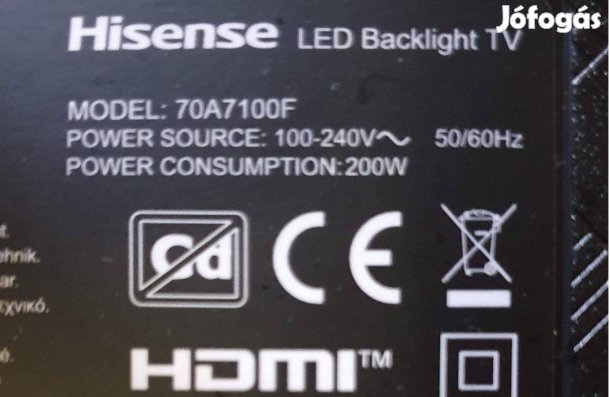 Jófogás
Hisense LED Backlight TV
MODEL: 70A7100F
POWER SOURCE: 100-240V~ 50/60Hz
POWER CONSUMPTION:200W
Cd
CE
HDMI™